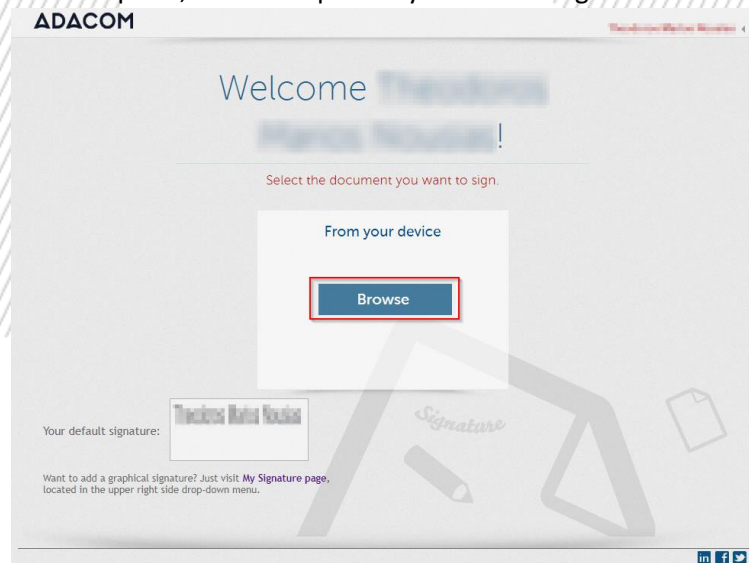 ADACOM
Welcome
!
Select the document you want to sign.
From your device
Browse
Signature
Your default signature:
Want to add a graphical signature? Just visit My Signature page,
located in the upper right side drop-down menu.
in f